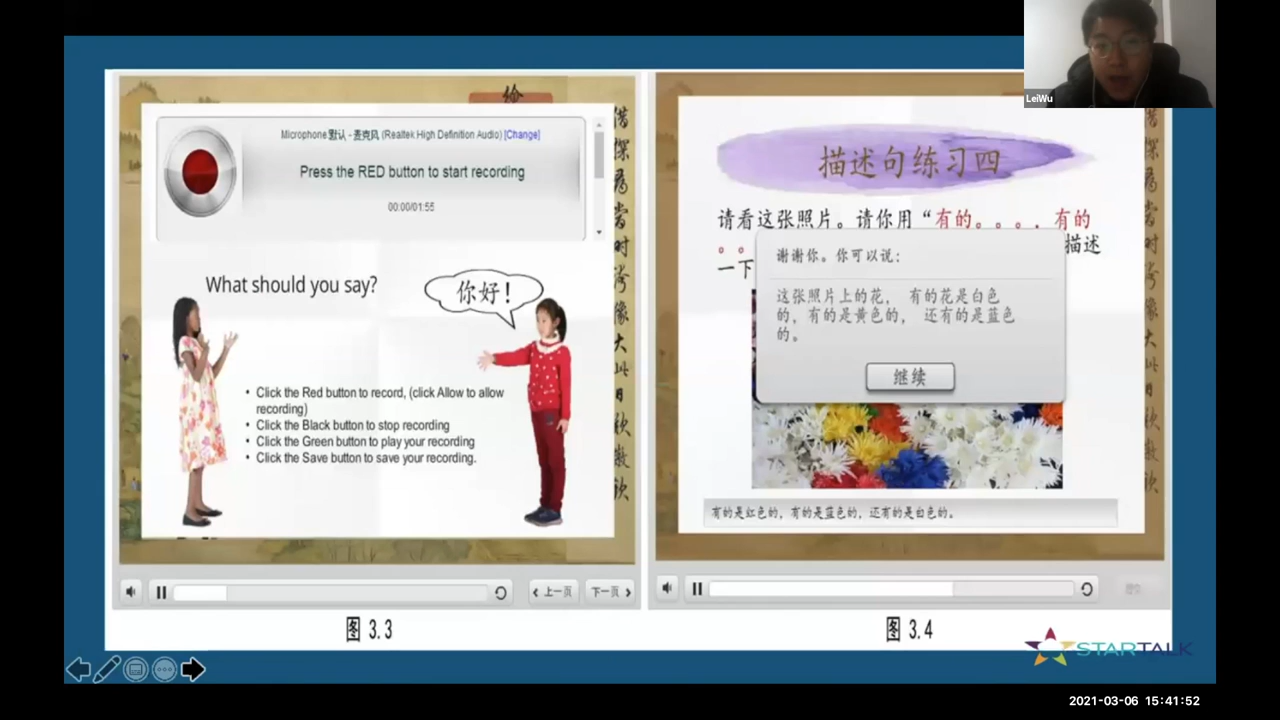 LeiWu
Microphone 默认 - 麦克风 (Realtek High Definition Audio) [Change]
Press the RED button to start recording
00:00/01:55
What should you say?
你好！
• Click the Red button to record, (click Allow to allow
recording)
• Click the Black button to stop recording
• Click the Green button to play your recording
• Click the Save button to save your recording.
上一页
下一页
图 3.3
描述句练习四
请看这张照片。请你用“有的。。。，有的
描述
一下
谢谢你。你可以说：
这张照片上的花， 有的花是白色
的，有的是黄色的， 还有的是蓝色
的。
继续
有的是红色的，有的是蓝色的，还有的是白色的。
图 3.4
STARTALK
2021-03-06 15:41:52